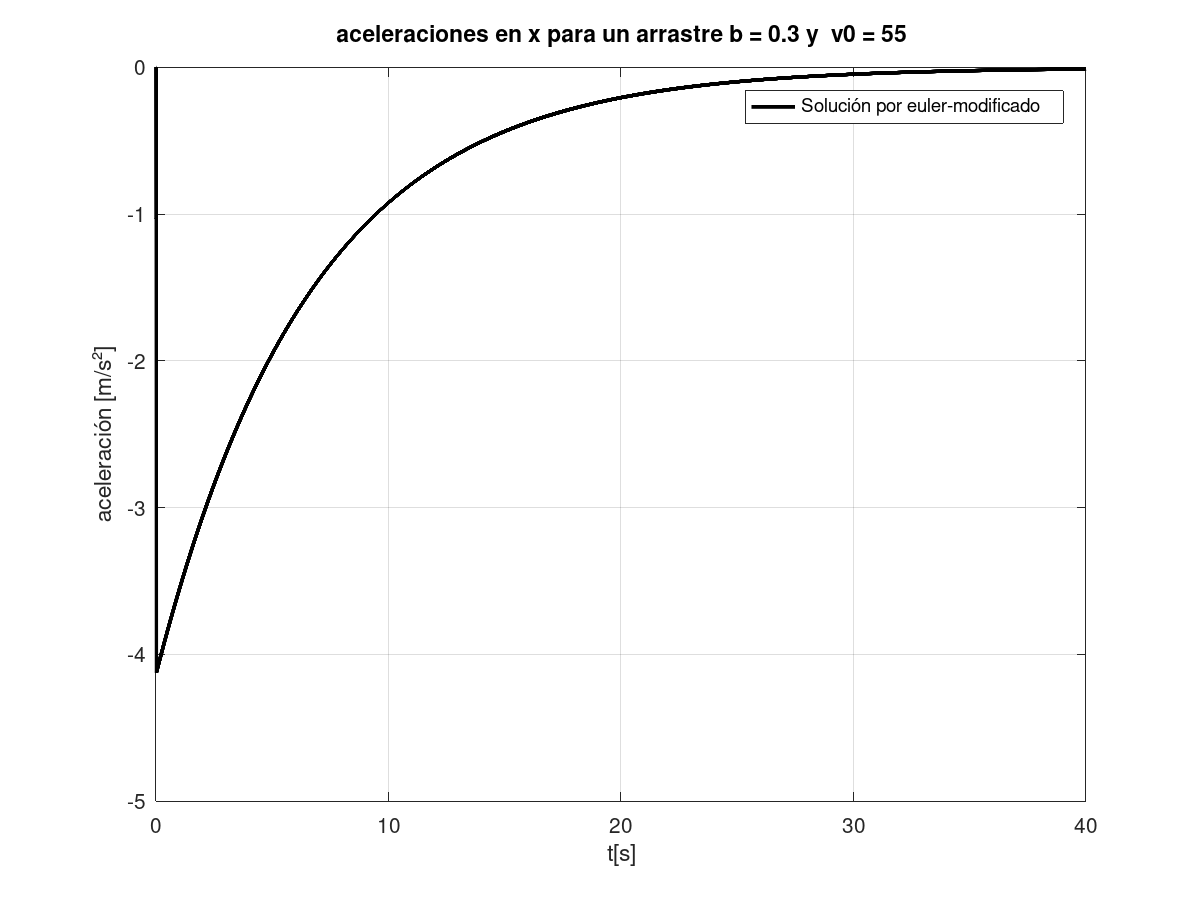 aceleraciones en x para un arrastre b = 0.3 y  v0 = 55
0
Solución por euler-modificado
-1
-2
aceleración [m/s²]
-3
-4
-5
0 10 20 30 40
t[s]